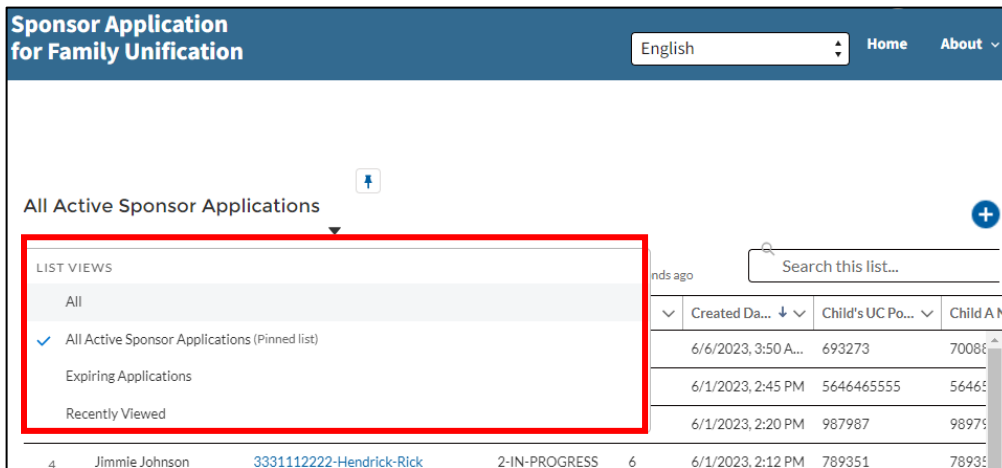 Sponsor Application
for Family Unification
English
Home
About
All Active Sponsor Applications
LIST VIEWS
All
All Active Sponsor Applications (Pinned list)
Expiring Applications
Recently Viewed
nds ago
Search this list...
Created Da... Child's UC Po... Child A N
6/6/2023, 3:50 A... 693273 70088
6/1/2023, 2:45 PM 5646465555 56465
6/1/2023, 2:20 PM 987987 98979
4 Jimmie Johnson 3331112222-Hendrick-Rick 2-IN-PROGRESS 6 6/1/2023, 2:12 PM 789351 78935